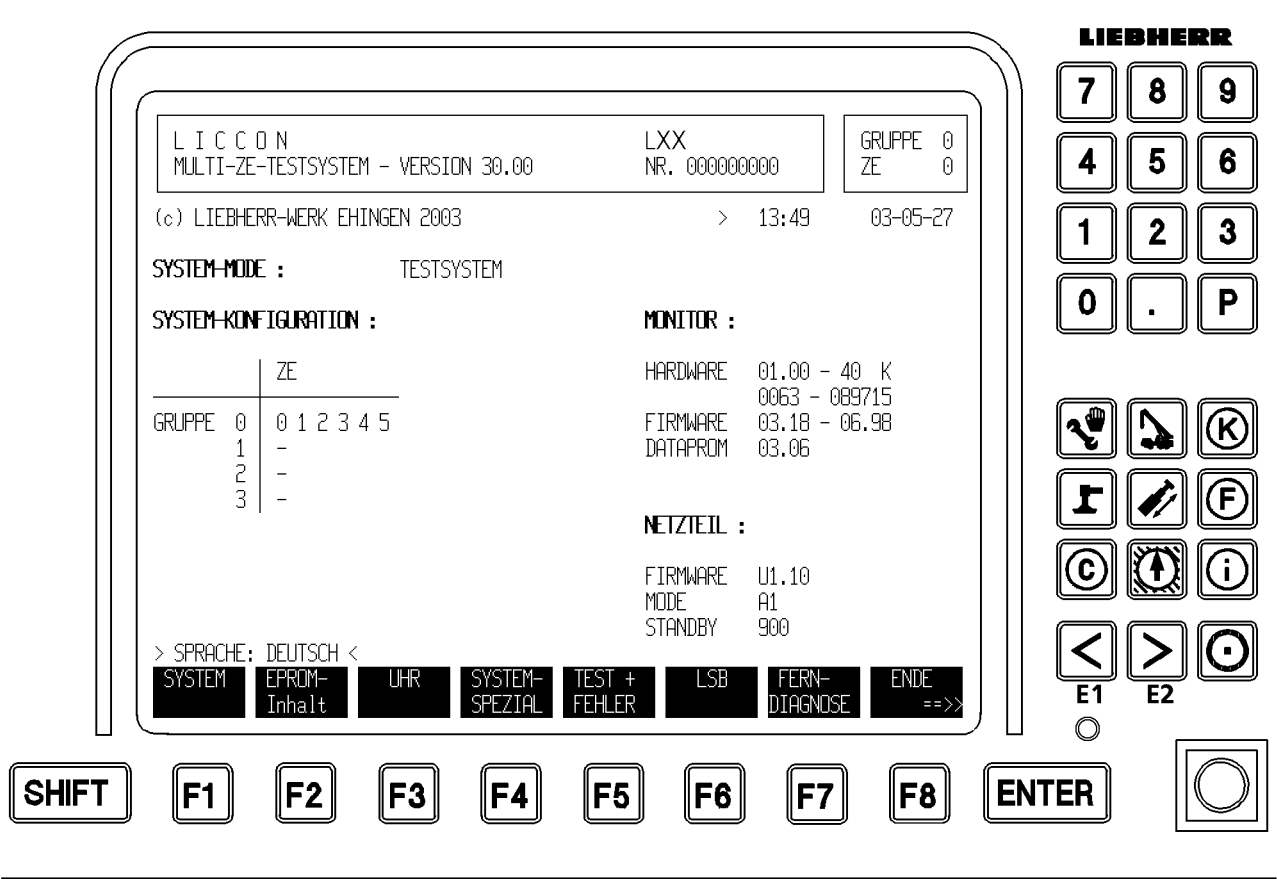 LIEBHERR
L I C C O N LXX GRUPPE 0
MULTI-ZE-TESTSYSTEM - VERSION 30.00 NR. 000000000 ZE 0
(c) LIEBHERR-WERK EHINGEN 2003 > 13:49 03-05-27
SYSTEM-MODE : TESTSYSTEM
SYSTEM-KONFIGURATION : MONITOR :
ZE HARDWARE 01.00 - 40 K
0063 - 089715
GRUPPE 0 0 1 2 3 4 5 FIRMWARE 03.18 - 06.98
1 - DATAPROM 03.06
2 -
3 -
NETZTEIL :
FIRMWARE U1.10
MODE A1
STANDBY 900
> SPRACHE: DEUTSCH <
SYSTEM EPROM- UHR SYSTEM- TEST + LSB FERN- ENDE
Inhalt SPEZIAL FEHLER DIAGNOSE ==>>
7 8 9
4 5 6
1 2 3
0 . P
K
F
C i
< >
E1 E2
SHIFT F1 F2 F3 F4 F5 F6 F7 F8 ENTER